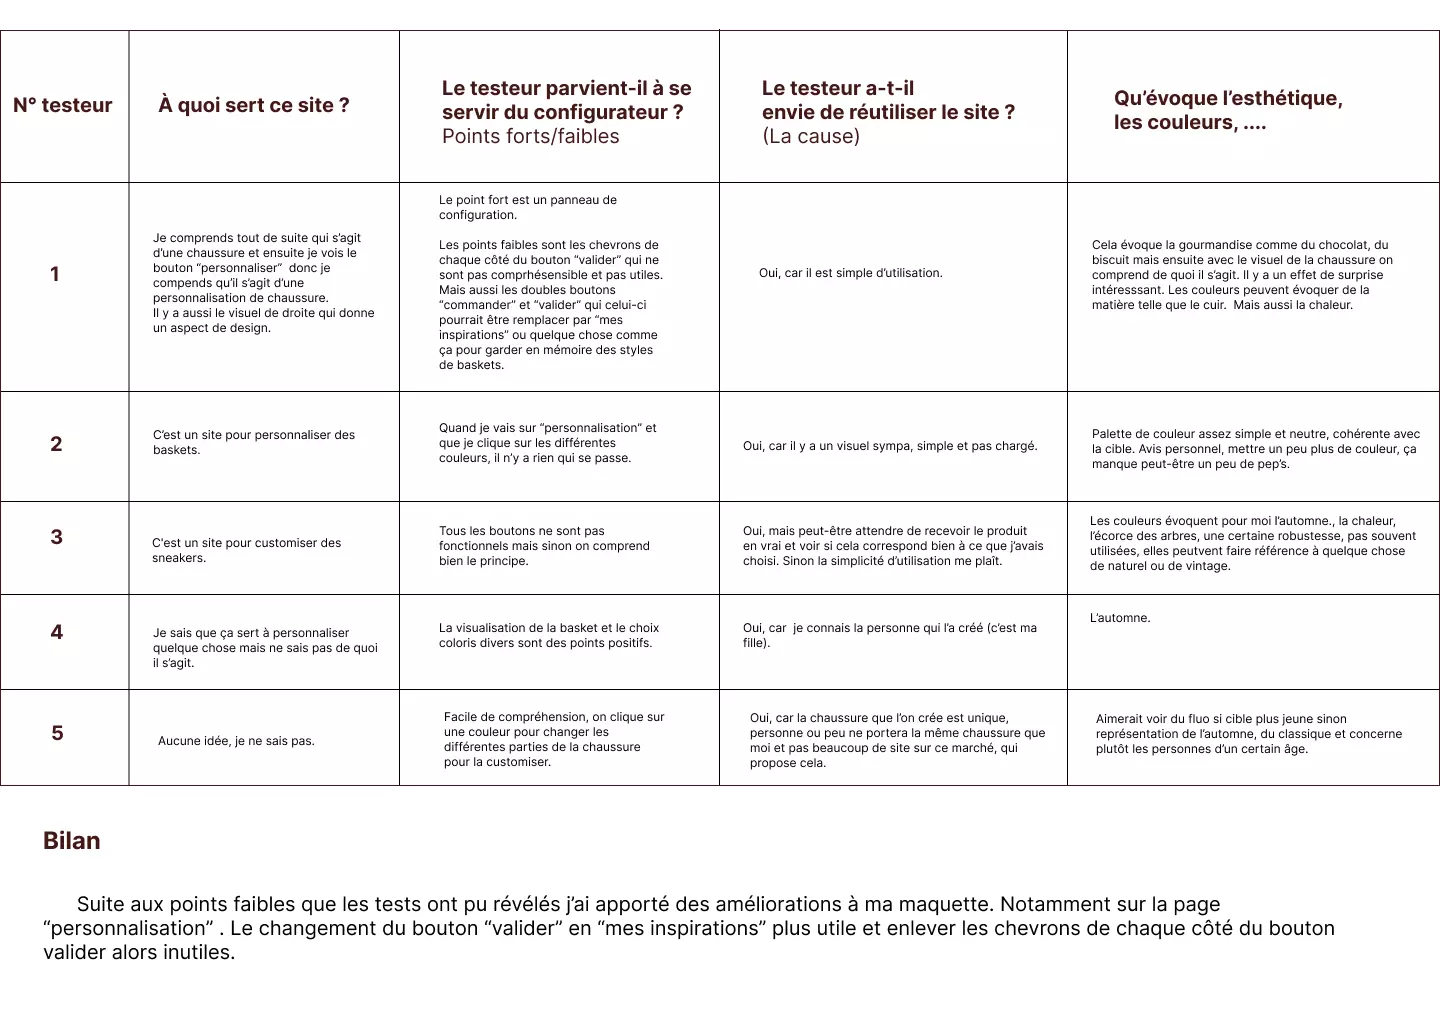 N° testeur
À quoi sert ce site ?
Le testeur parvient-il à se
servir du configurateur ?
Points forts/faibles
Le testeur a-t-il
envie de réutiliser le site ?
(La cause)
Qu’évoque l’esthétique,
les couleurs, ....
1
Je comprends tout de suite qui s’agit
d’une chaussure et ensuite je vois le
bouton “personnaliser”  donc je
compends qu’il s’agit d’une
personnalisation de chaussure.
Il y a aussi le visuel de droite qui donne
un aspect de design.
Le point fort est un panneau de
configuration.
Les points faibles sont les chevrons de
chaque côté du bouton “valider” qui ne
sont pas comprhésensible et pas utiles.
Mais aussi les doubles boutons
“commander” et “valider” qui celui-ci
pourrait être remplacer par “mes
inspirations” ou quelque chose comme
ça pour garder en mémoire des styles
de baskets.
Oui, car il est simple d’utilisation.
Cela évoque la gourmandise comme du chocolat, du
biscuit mais ensuite avec le visuel de la chaussure on
comprend de quoi il s’agit. Il y a un effet de surprise
intéresssant. Les couleurs peuvent évoquer de la
matière telle que le cuir.  Mais aussi la chaleur.
2
C’est un site pour personnaliser des
baskets.
Quand je vais sur “personnalisation” et
que je clique sur les différentes
couleurs, il n’y a rien qui se passe.
Oui, car il y a un visuel sympa, simple et pas chargé.
Palette de couleur assez simple et neutre, cohérente avec
la cible. Avis personnel, mettre un peu plus de couleur, ça
manque peut-être un peu de pep’s.
3
C'est un site pour customiser des
sneakers.
Tous les boutons ne sont pas
fonctionnels mais sinon on comprend
bien le principe.
Oui, mais peut-être attendre de recevoir le produit
en vrai et voir si cela correspond bien à ce que j’avais
choisi. Sinon la simplicité d’utilisation me plaît.
Les couleurs évoquent pour moi l’automne., la chaleur,
l’écorce des arbres, une certaine robustesse, pas souvent
utilisées, elles peutvent faire référence à quelque chose
de naturel ou de vintage.
4
Je sais que ça sert à personnaliser
quelque chose mais ne sais pas de quoi
il s’agit.
La visualisation de la basket et le choix
coloris divers sont des points positifs.
Oui, car  je connais la personne qui l’a créé (c’est ma
fille).
L’automne.
5
Aucune idée, je ne sais pas.
Facile de compréhension, on clique sur
une couleur pour changer les
différentes parties de la chaussure
pour la customiser.
Oui, car la chaussure que l’on crée est unique,
personne ou peu ne portera la même chaussure que
moi et pas beaucoup de site sur ce marché, qui
propose cela.
Aimerait voir du fluo si cible plus jeune sinon
représentation de l’automne, du classique et concerne
plutôt les personnes d’un certain âge.
Bilan
Suite aux points faibles que les tests ont pu révélés j’ai apporté des améliorations à ma maquette. Notamment sur la page
“personnalisation” . Le changement du bouton “valider” en “mes inspirations” plus utile et enlever les chevrons de chaque côté du bouton
valider alors inutiles.